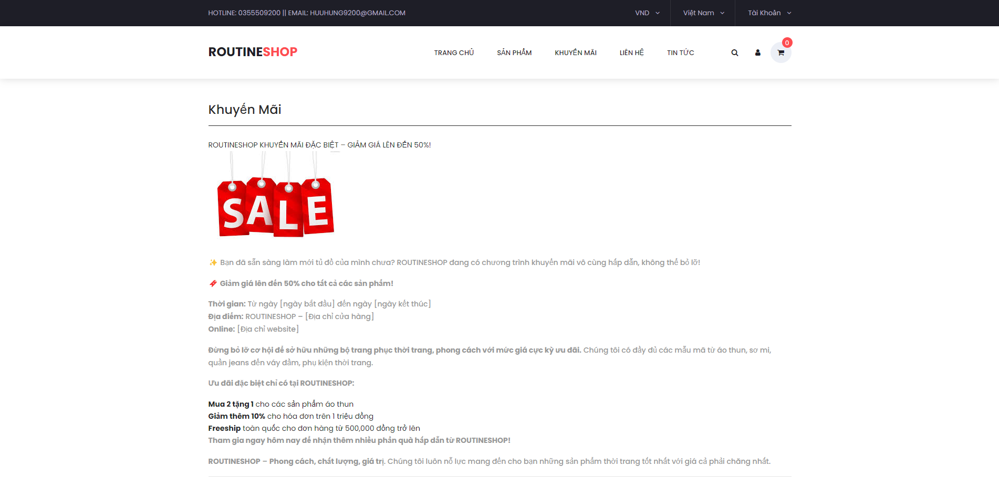 HOTLINE: 0355509200 || EMAIL: HUUHUNG9200@GMAIL.COM
VND
Việt Nam
Tài Khoản
ROUTINESHOP
TRANG CHỦ
SẢN PHẨM
KHUYẾN MÃI
LIÊN HỆ
TIN TỨC
0
Khuyến Mãi
ROUTINESHOP KHUYẾN MÃI ĐẶC BIỆT – GIẢM GIÁ LÊN ĐẾN 50%!
SALE
✨ Bạn đã sẵn sàng làm mới tủ đồ của mình chưa? ROUTINESHOP đang có chương trình khuyến mãi vô cùng hấp dẫn, không thể bỏ lỡ!
Giảm giá lên đến 50% cho tất cả các sản phẩm!
Thời gian: Từ ngày [ngày bắt đầu] đến ngày [ngày kết thúc]
Địa điểm: ROUTINESHOP – [Địa chỉ cửa hàng]
Online: [Địa chỉ website]
Đừng bỏ lỡ cơ hội để sở hữu những bộ trang phục thời trang, phong cách với mức giá cực kỳ ưu đãi. Chúng tôi có đầy đủ các mẫu mã từ áo thun, sơ mi,
quần jeans đến váy đầm, phụ kiện thời trang.
Ưu đãi đặc biệt chỉ có tại ROUTINESHOP:
Mua 2 tặng 1 cho các sản phẩm áo thun
Giảm thêm 10% cho hóa đơn trên 1 triệu đồng
Freeship toàn quốc cho đơn hàng từ 500,000 đồng trở lên
Tham gia ngay hôm nay để nhận thêm nhiều phần quà hấp dẫn từ ROUTINESHOP!
ROUTINESHOP – Phong cách, chất lượng, giá trị. Chúng tôi luôn nỗ lực mang đến cho bạn những sản phẩm thời trang tốt nhất với giá cả phải chăng nhất.